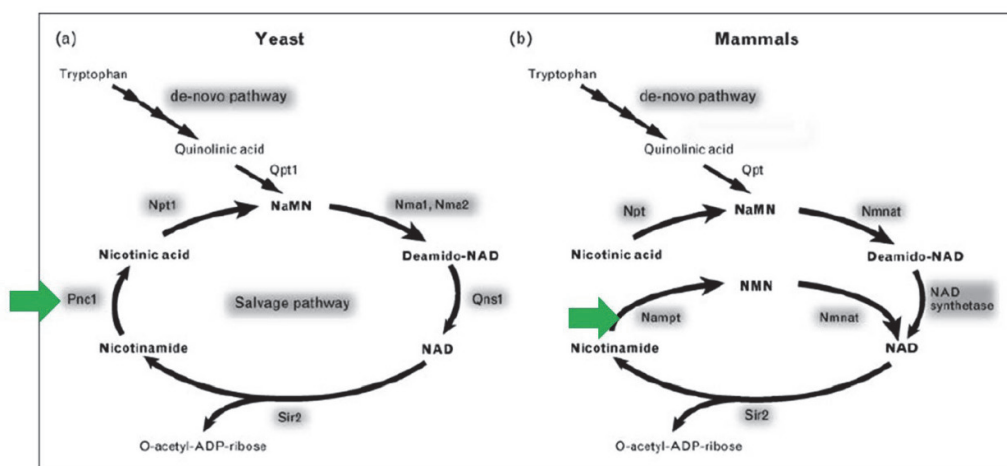 (a) Yeast
Tryptophan
de-novo pathway
Quinolinic acid
Qpt1
Npt1
NaMN
Nma1, Nma2
Nicotinic acid
Deamido-NAD
Pnc1
Salvage pathway
Qns1
Nicotinamide
NAD
Sir2
O-acetyl-ADP-ribose
(b) Mammals
Tryptophan
de-novo pathway
Quinolinic acid
Qpt
Npt
NaMN
Nmnat
Nicotinic acid
Deamido-NAD
NMN
NAD
synthetase
Nampt
Nmnat
Nicotinamide
NAD
Sir2
O-acetyl-ADP-ribose